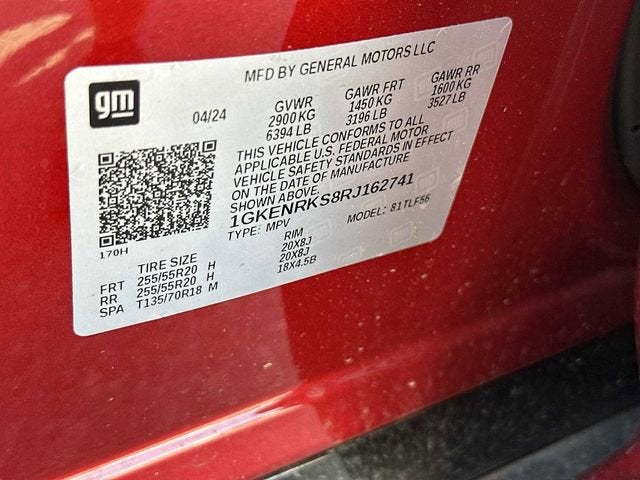 gm
MFD BY GENERAL MOTORS LLC
04/24
GVWR GAWR FRT GAWR RR
2900 KG 1450 KG 1600 KG
6394 LB 3196 LB 3527 LB
THIS VEHICLE CONFORMS TO ALL
APPLICABLE U.S. FEDERAL MOTOR
VEHICLE SAFETY STANDARDS IN EFFECT
ON THE DATE OF MANUFACTURE
SHOWN ABOVE.
1GKENRKS8RJ162741
TYPE: MPV MODEL: 81TLF56
170H
TIRE SIZE RIM
FRT 255/55R20 H 20X8J
RR 255/55R20 H 20X8J
SPA T135/70R18 M 18X4.5B